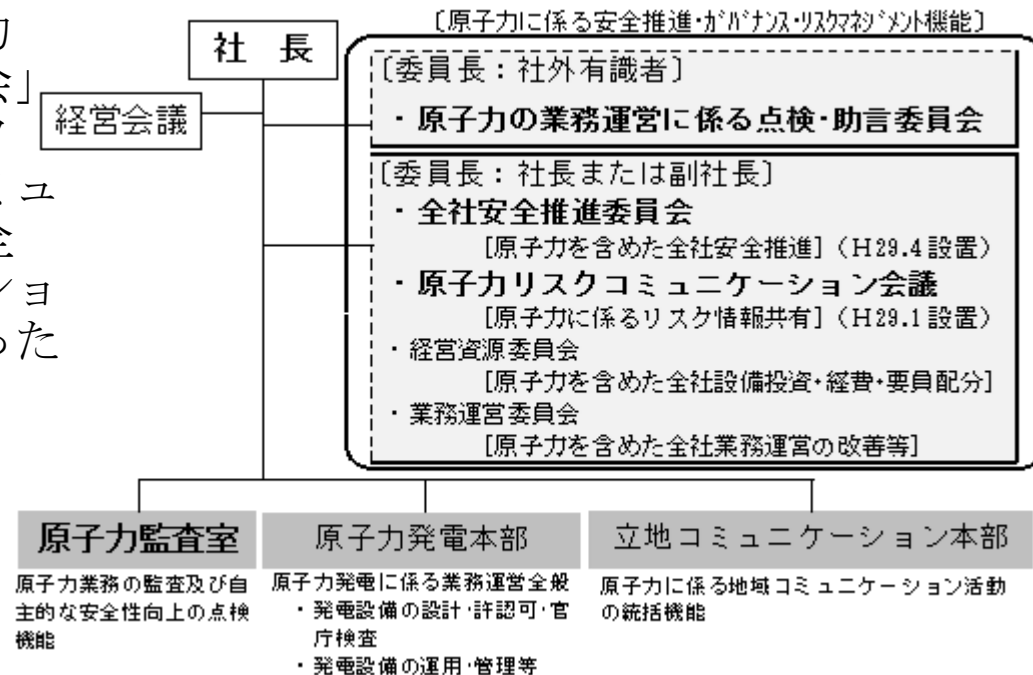 〔原子力に係る安全推進・ガバナンス・リスクマネジメント機能〕
社 長
経営会議
会」
ュ
全
ショ
った
〔委員長：社外有識者〕
・原子力の業務運営に係る点検・助言委員会
〔委員長：社長または副社長〕
・全社安全推進委員会
[原子力を含めた全社安全推進]（H29.4設置）
・原子力リスクコミュニケーション会議
[原子力に係るリスク情報共有]（H29.1設置）
・経営資源委員会
[原子力を含めた全社設備投資・経費・要員配分]
・業務運営委員会
[原子力を含めた全社業務運営の改善等]
原子力監査室
原子力業務の監査及び自
主的な安全性向上の点検
機能
原子力発電本部
原子力発電に係る業務運営全般
・発電設備の設計・許認可・官
庁検査
・発電設備の運用・管理等
立地コミュニケーション本部
原子力に係る地域コミュニケーション活動
の統括機能